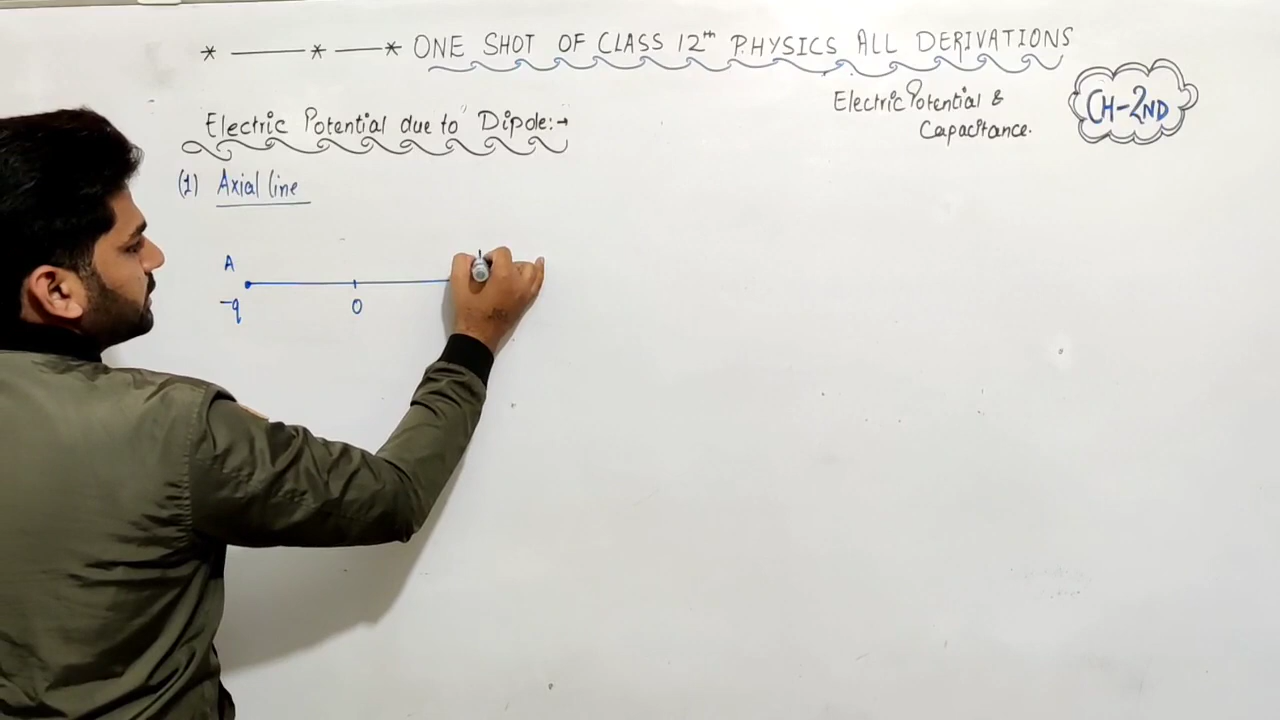 * — * — * ONE SHOT OF CLASS 12th PHYSICS ALL DERIVATIONS
Electric Potential &
Capacitance.
CH-2ND
Electric Potential due to Dipole:→
(1) Axial line
A
-q
O